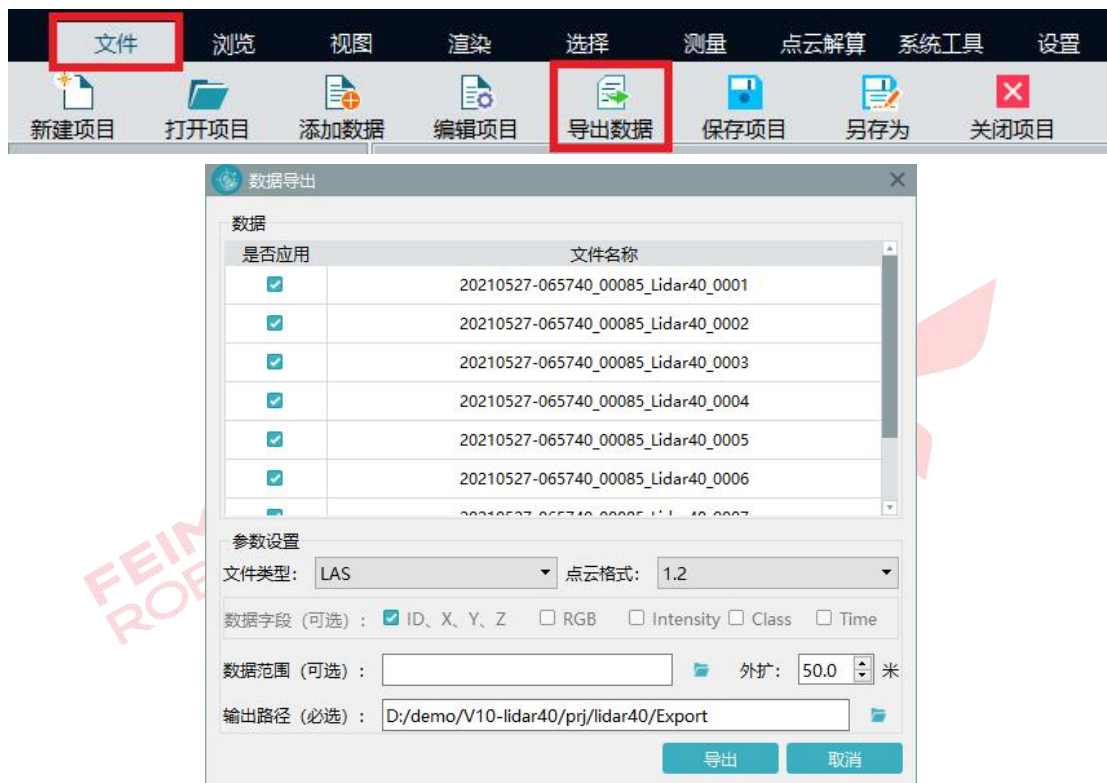 文件 浏览 视图 渲染 选择 测量 点云解算 系统工具 设置
新建项目 打开项目 添加数据 编辑项目 导出数据 保存项目 另存为 关闭项目
数据导出
数据
是否应用 文件名称
20210527-065740_00085_Lidar40_0001
20210527-065740_00085_Lidar40_0002
20210527-065740_00085_Lidar40_0003
20210527-065740_00085_Lidar40_0004
20210527-065740_00085_Lidar40_0005
20210527-065740_00085_Lidar40_0006
参数设置
文件类型: LAS 点云格式: 1.2
数据字段（可选）: ID、X、Y、Z RGB Intensity Class Time
数据范围（可选）: 外扩: 50.0 米
输出路径（必选）: D:/demo/V10-lidar40/prj/lidar40/Export
导出 取消